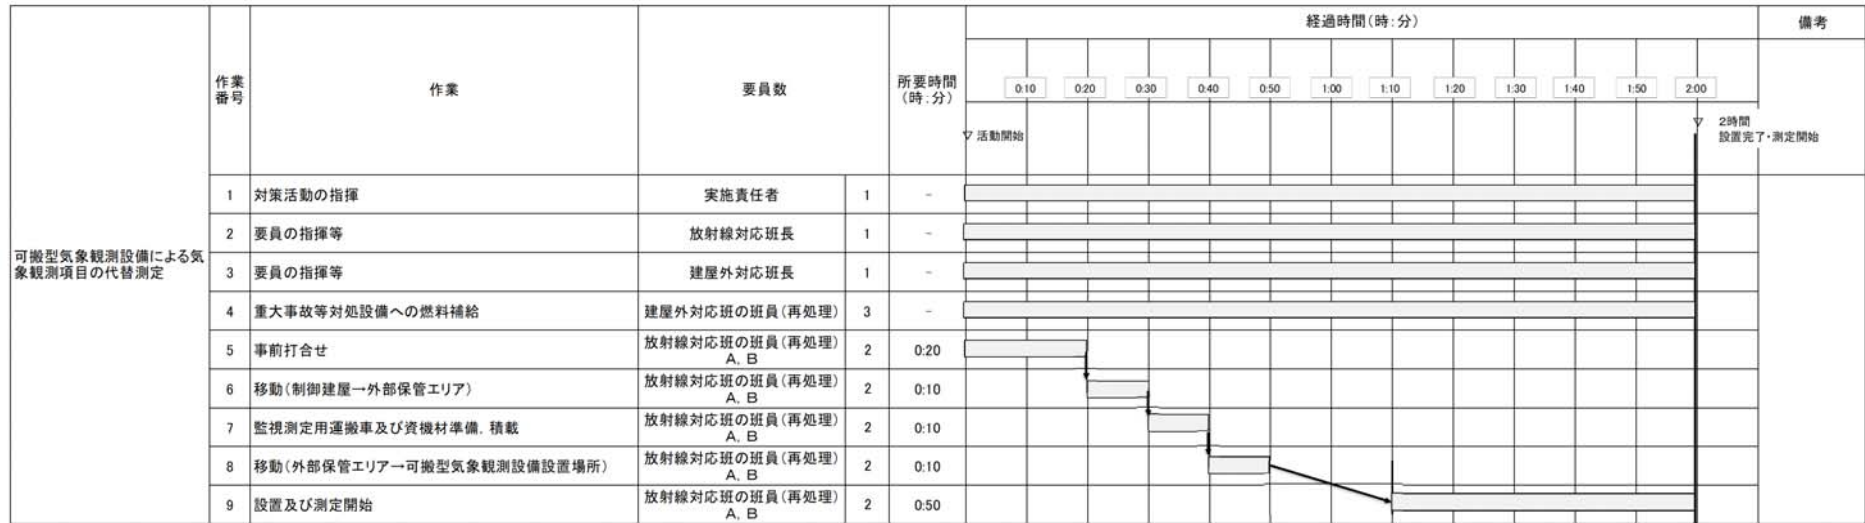 経過時間(時:分)
備考
作業
番号
作業
要員数
所要時間
(時:分)
0:10
0:20
0:30
0:40
0:50
1:00
1:10
1:20
1:30
1:40
1:50
2:00
▽活動開始
▽ 2時間
設置完了・測定開始
可搬型気象観測設備による気
象観測項目の代替測定
1 対策活動の指揮 実施責任者 1 -
2 要員の指揮等 放射線対応班長 1 -
3 要員の指揮等 建屋外対応班長 1 -
4 重大事故等対処設備への燃料補給 建屋外対応班の班員(再処理) 3 -
5 事前打合せ 放射線対応班の班員(再処理) 2 0:20
A, B
6 移動(制御建屋→外部保管エリア) 放射線対応班の班員(再処理) 2 0:10
A, B
7 監視測定用運搬車及び資機材準備, 積載 放射線対応班の班員(再処理) 2 0:10
A, B
8 移動(外部保管エリア→可搬型気象観測設備設置場所) 放射線対応班の班員(再処理) 2 0:10
A, B
9 設置及び測定開始 放射線対応班の班員(再処理) 2 0:50
A, B